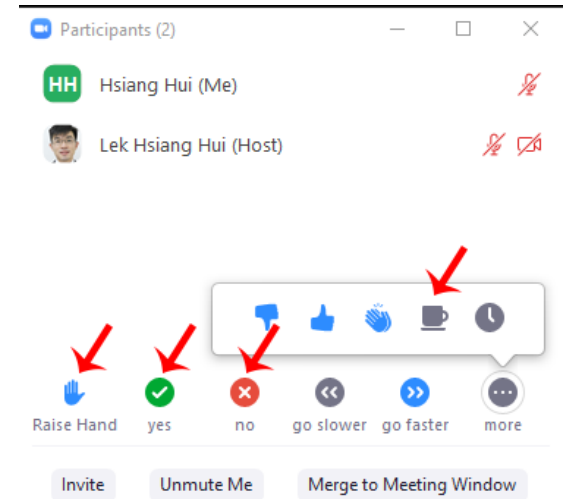 Participants (2)
HH Hsiang Hui (Me)
Lek Hsiang Hui (Host)
Raise Hand yes no go slower go faster more
Invite Unmute Me Merge to Meeting Window